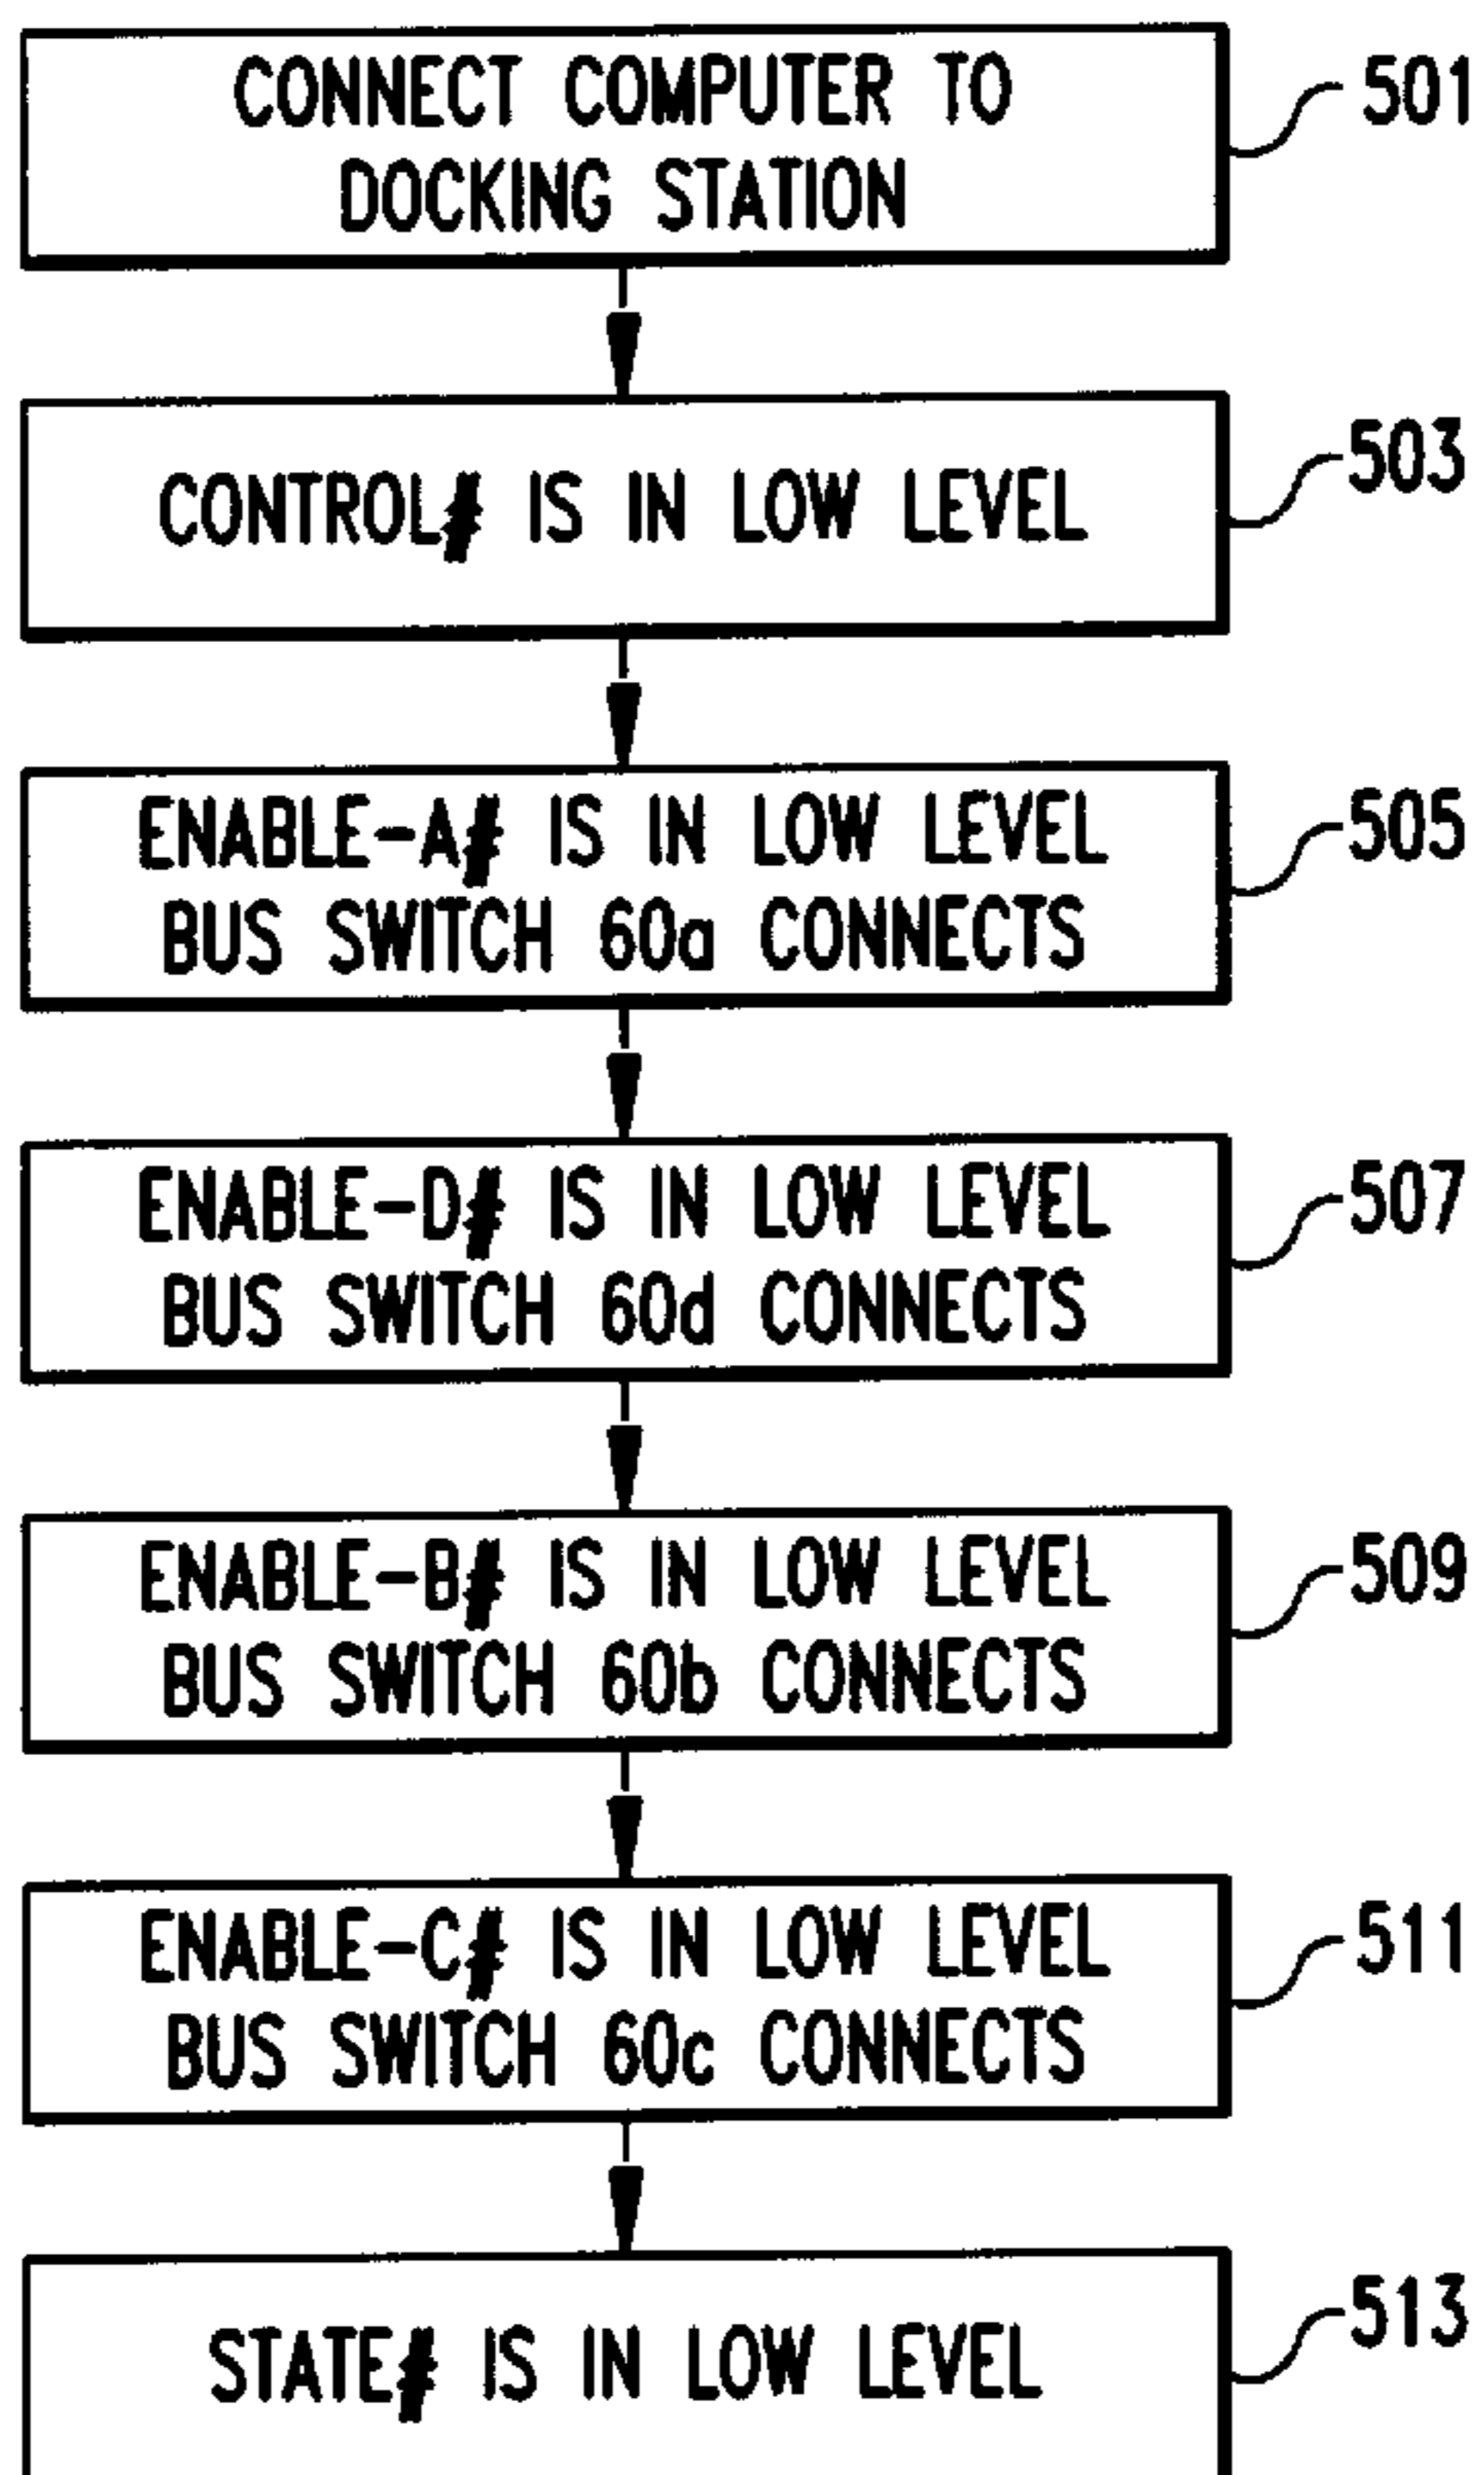 CONNECT COMPUTER TO
DOCKING STATION
501
CONTROL# IS IN LOW LEVEL
503
ENABLE-A# IS IN LOW LEVEL
BUS SWITCH 60a CONNECTS
505
ENABLE-D# IS IN LOW LEVEL
BUS SWITCH 60d CONNECTS
507
ENABLE-B# IS IN LOW LEVEL
BUS SWITCH 60b CONNECTS
509
ENABLE-C# IS IN LOW LEVEL
BUS SWITCH 60c CONNECTS
511
STATE# IS IN LOW LEVEL
513